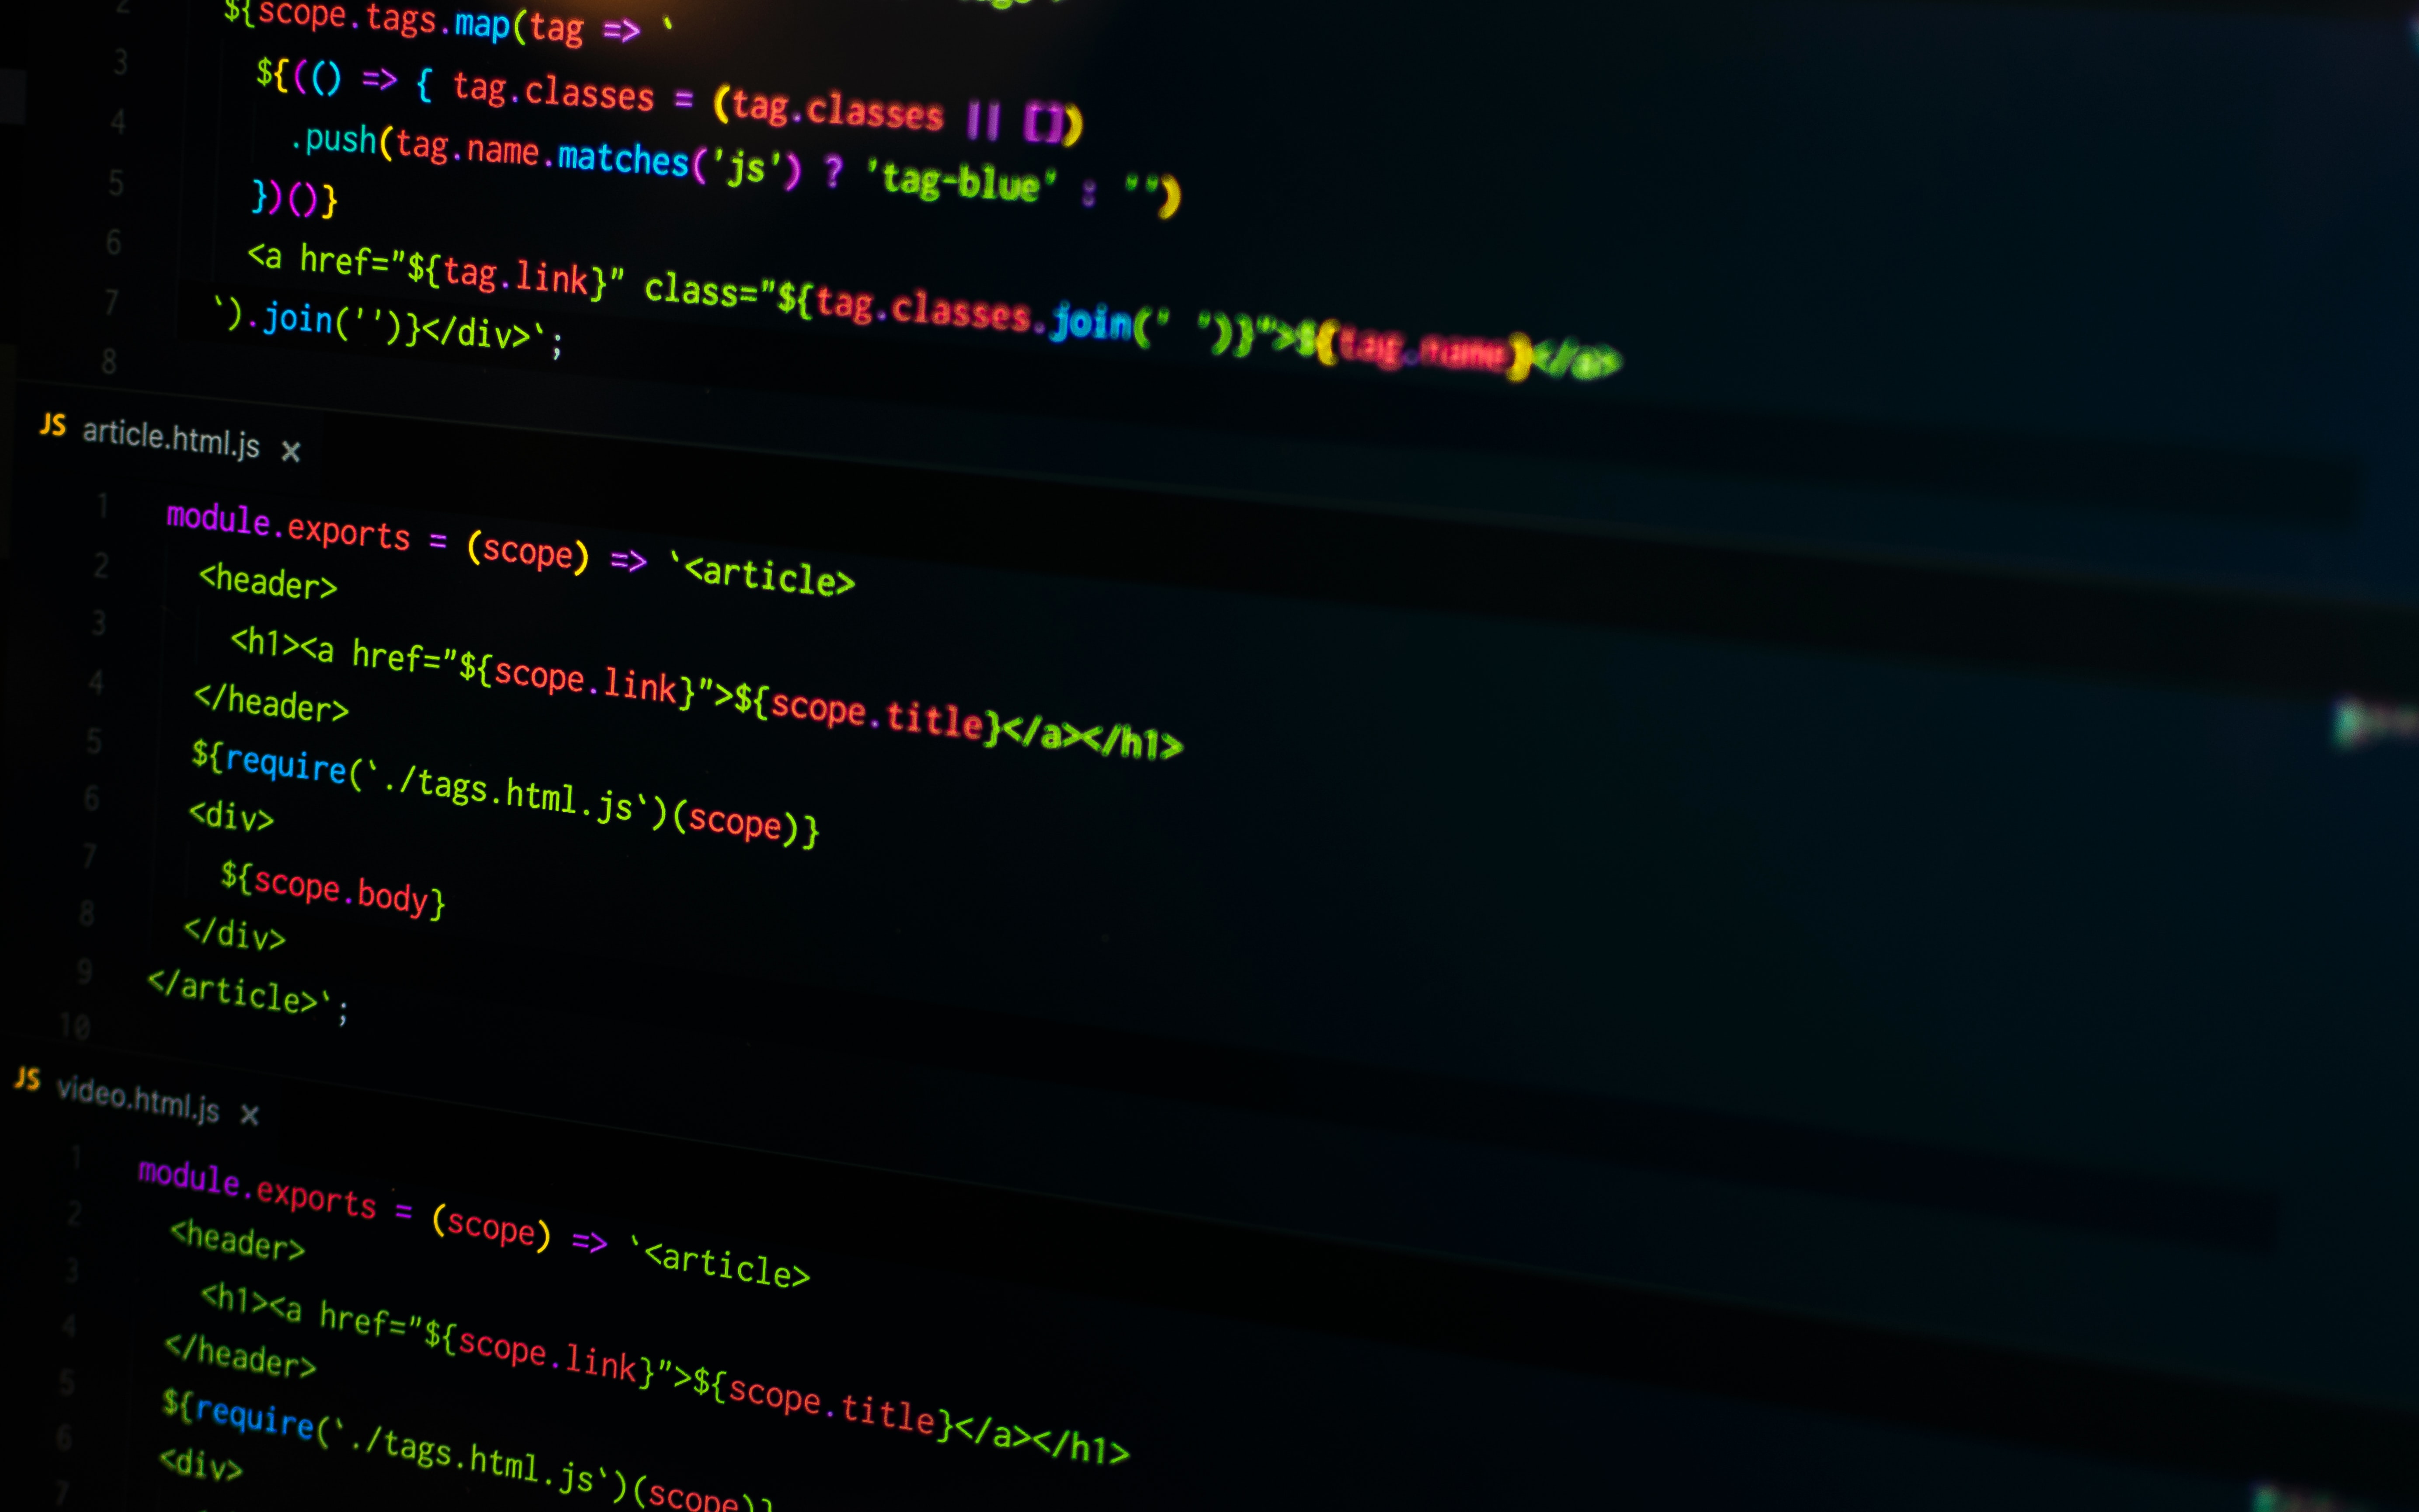 2
${scope.tags.map(tag => `
3
${(() => { tag.classes = (tag.classes || [])
4
.push(tag.name.matches('js') ? 'tag-blue' : '')
5
})()}
6
<a href="${tag.link}" class="${tag.classes.join(' ')}">${tag.name}</a>
7
`).join('')}</div>`;
8
JS article.html.js ×
1
module.exports = (scope) => `<article>
2
<header>
3
<h1><a href="${scope.link}">${scope.title}</a></h1>
4
</header>
5
${require(`./tags.html.js`)(scope)}
6
<div>
7
${scope.body}
8
</div>
9
</article>`;
10
JS video.html.js ×
1
module.exports = (scope) => `<article>
2
<header>
3
<h1><a href="${scope.link}">${scope.title}</a></h1>
4
</header>
5
${require(`./tags.html.js`)(scope)}
6
<div>
7